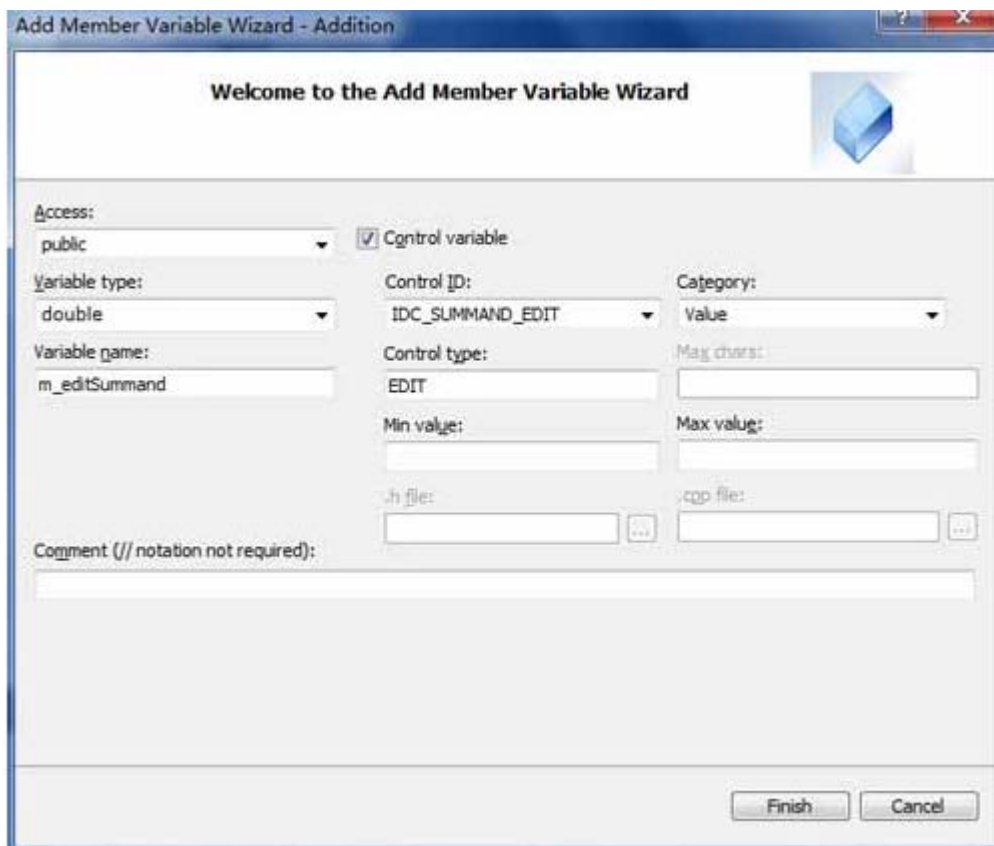 Add Member Variable Wizard - Addition
?
X
Welcome to the Add Member Variable Wizard
Access:
public
Control variable
Variable type:
Control ID:
Category:
double
IDC_SUMMAND_EDIT
Value
Variable name:
Control type:
Max chars:
m_editSummand
EDIT
Min value:
Max value:
.h file:
.cpp file:
...
...
Comment (// notation not required):
Finish
Cancel